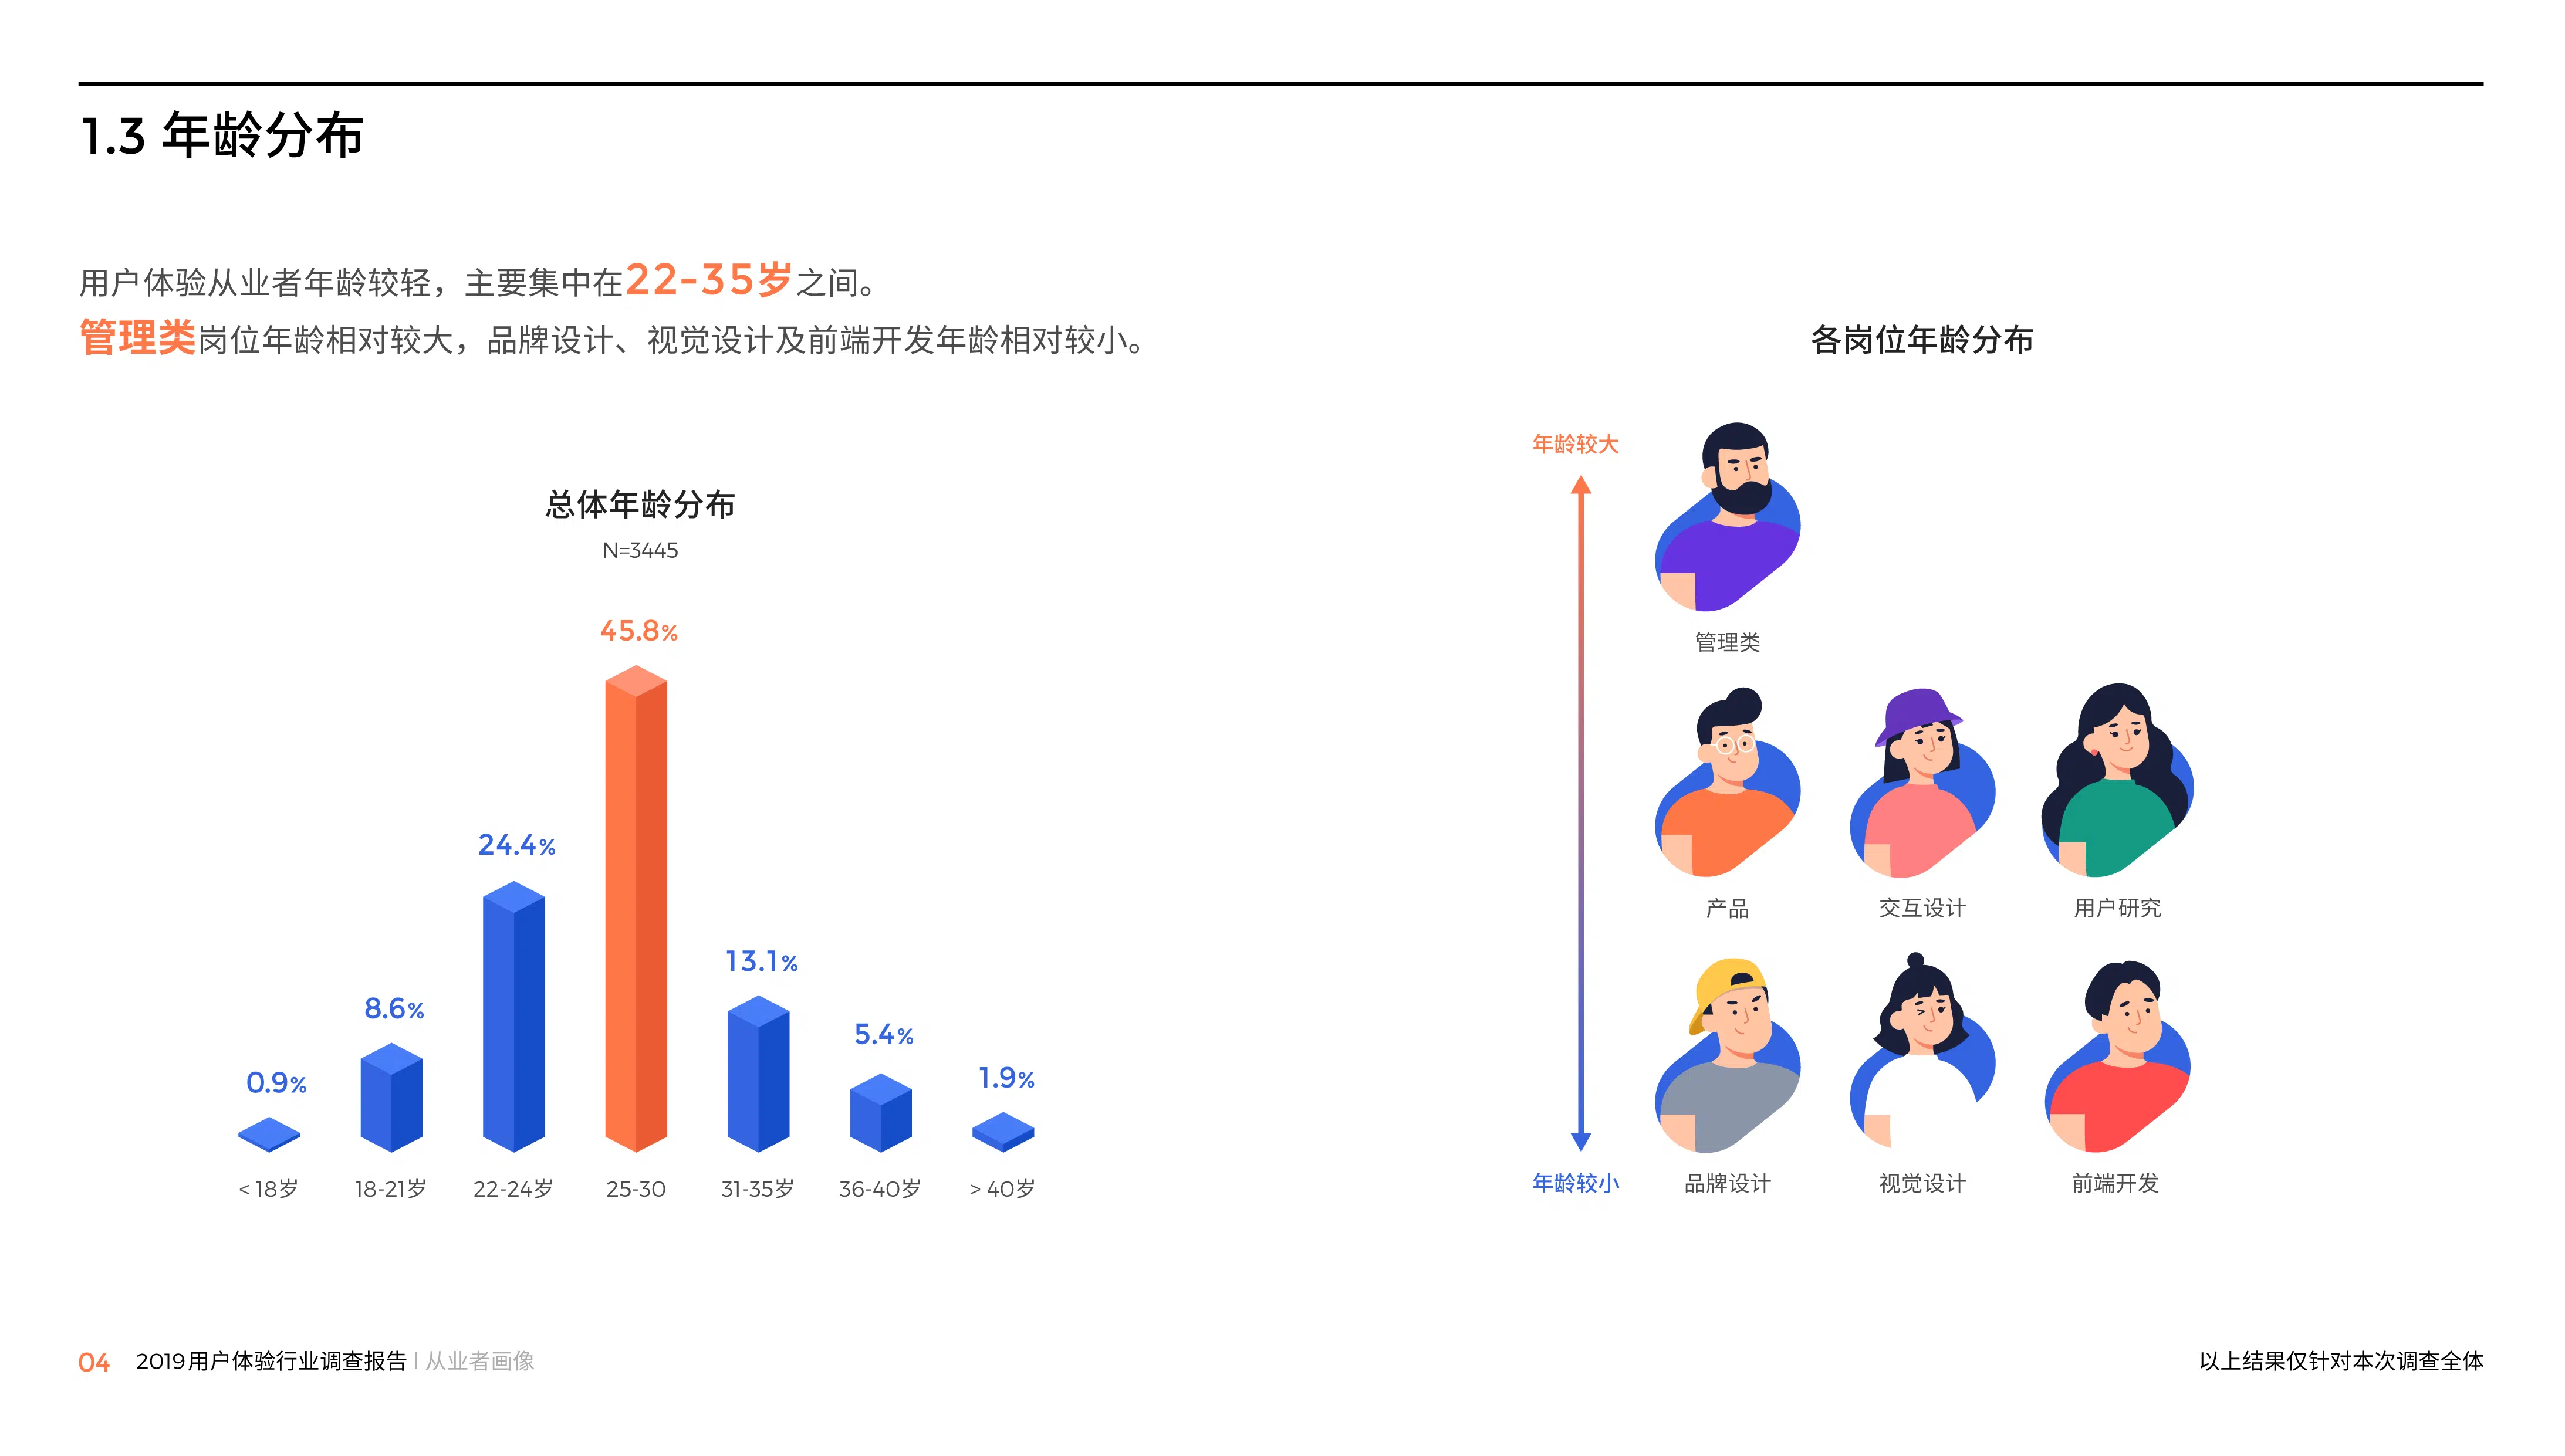 1.3 年龄分布
用户体验从业者年龄较轻，主要集中在22-35岁之间。
管理类岗位年龄相对较大，品牌设计、视觉设计及前端开发年龄相对较小。
总体年龄分布
N=3445
45.8%
24.4%
13.1%
8.6%
5.4%
1.9%
0.9%
< 18岁 18-21岁 22-24岁 25-30 31-35岁 36-40岁 > 40岁
各岗位年龄分布
年龄较大
管理类
产品 交互设计 用户研究
年龄较小 品牌设计 视觉设计 前端开发
04 2019用户体验行业调查报告 | 从业者画像
以上结果仅针对本次调查全体